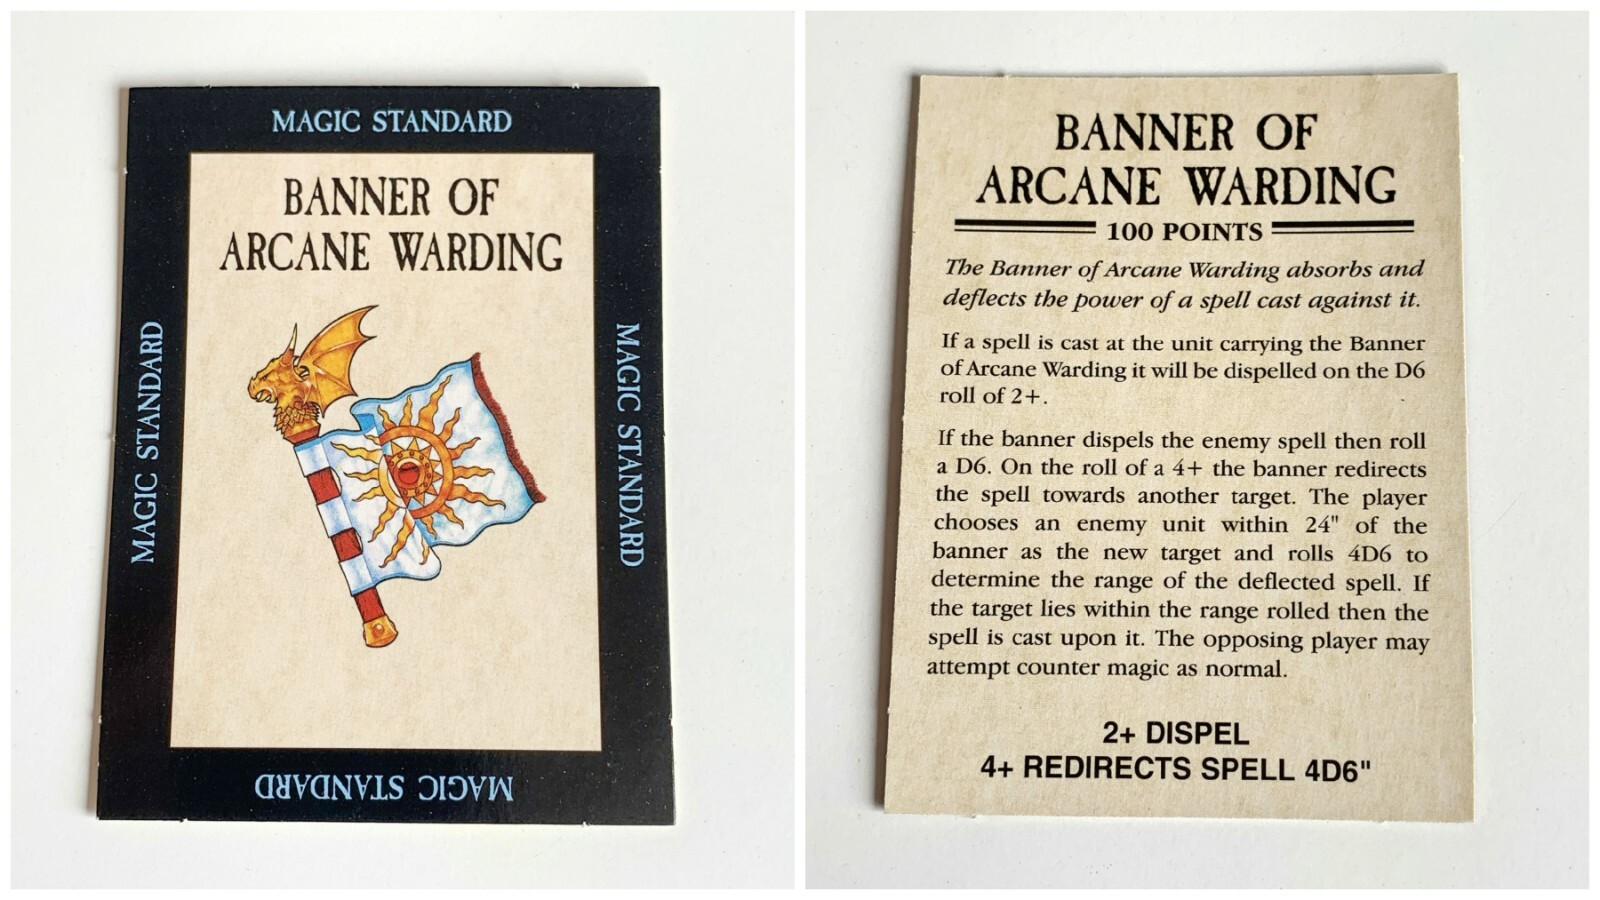 MAGIC STANDARD
BANNER OF
ARCANE WARDING
MAGIC STANDARD
MAGIC STANDARD
MAGIC STANDARD
BANNER OF
ARCANE WARDING
100 POINTS
The Banner of Arcane Warding absorbs and
deflects the power of a spell cast against it.
If a spell is cast at the unit carrying the Banner
of Arcane Warding it will be dispelled on the D6
roll of 2+.
If the banner dispels the enemy spell then roll
a D6. On the roll of a 4+ the banner redirects
the spell towards another target. The player
chooses an enemy unit within 24" of the
banner as the new target and rolls 4D6 to
determine the range of the deflected spell. If
the target lies within the range rolled then the
spell is cast upon it. The opposing player may
attempt counter magic as normal.
2+ DISPEL
4+ REDIRECTS SPELL 4D6"